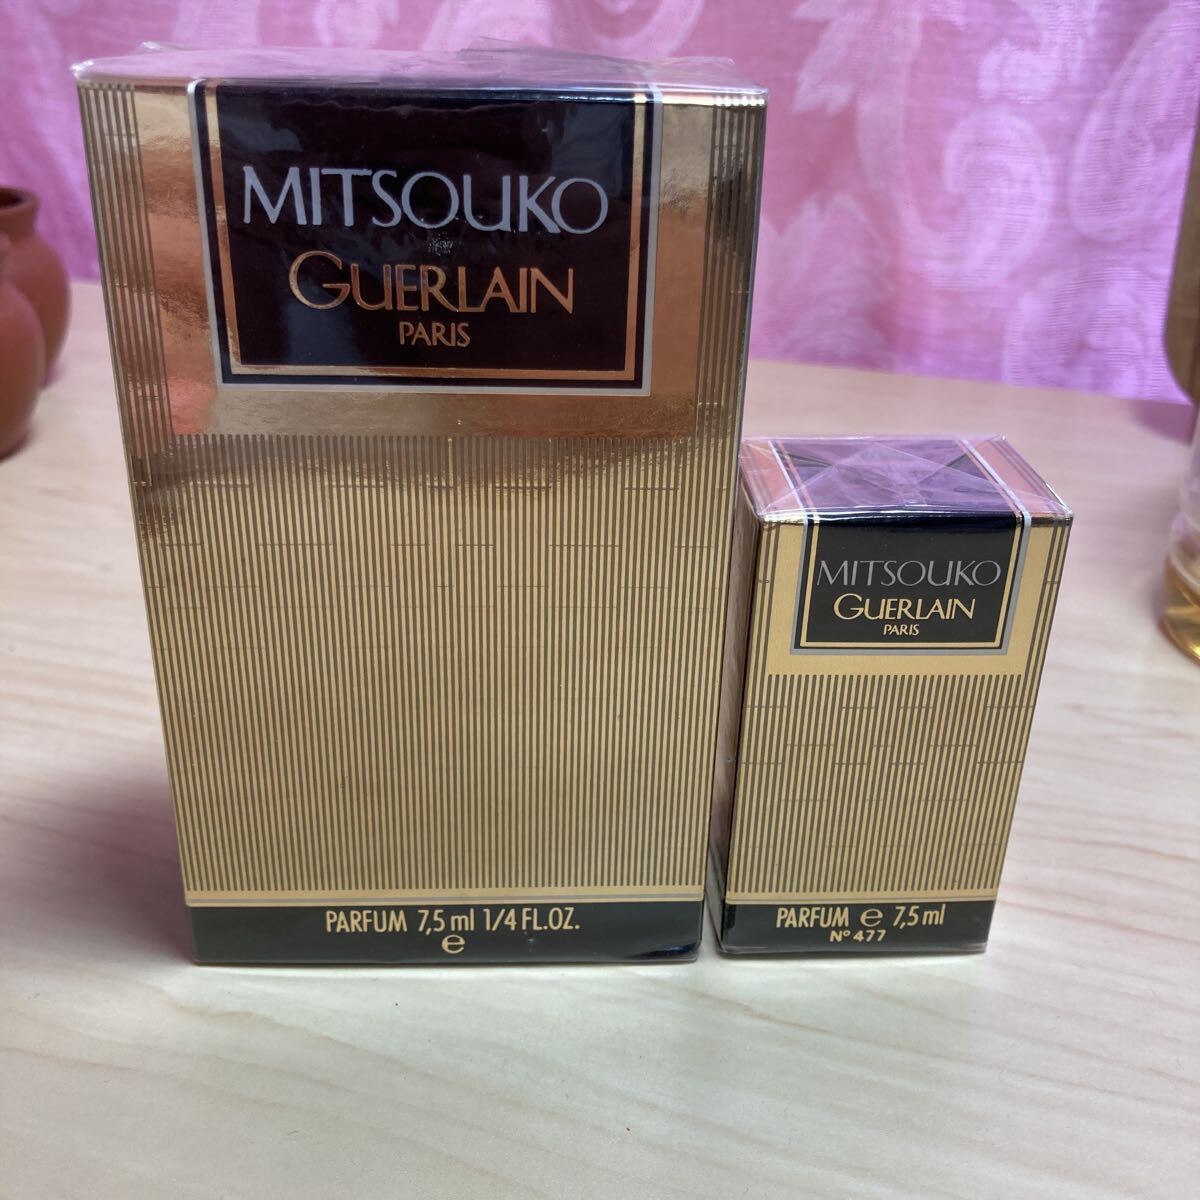 MITSOUKO
GUERLAIN
PARIS
PARFUM 7,5 ml 1/4 FL.OZ.
e
MITSOUKO
GUERLAIN
PARIS
PARFUM e 7,5 ml
Nº 477